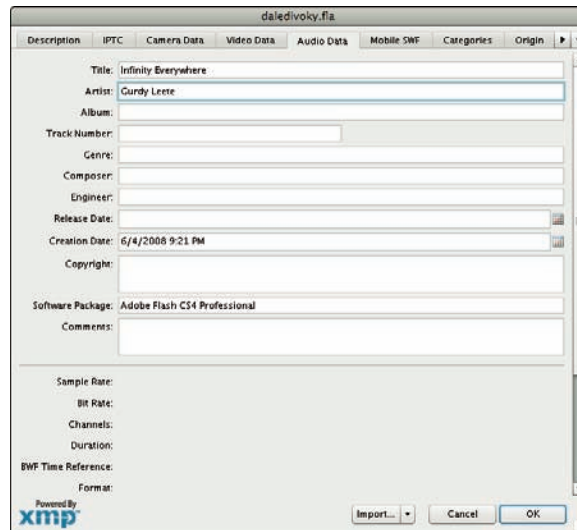 daledivoky.fla
Description IPTC Camera Data Video Data Audio Data Mobile SWF Categories Origin
Title: Infinity Everywhere
Artist: Gurdy Leete
Album:
Track Number:
Genre:
Composer:
Engineer:
Release Date:
Creation Date: 6/4/2008 9:21 PM
Copyright:
Software Package: Adobe Flash CS4 Professional
Comments:
Sample Rate:
Bit Rate:
Channels:
Duration:
BWF Time Reference:
Format:
Powered By
xmp
Import... Cancel OK